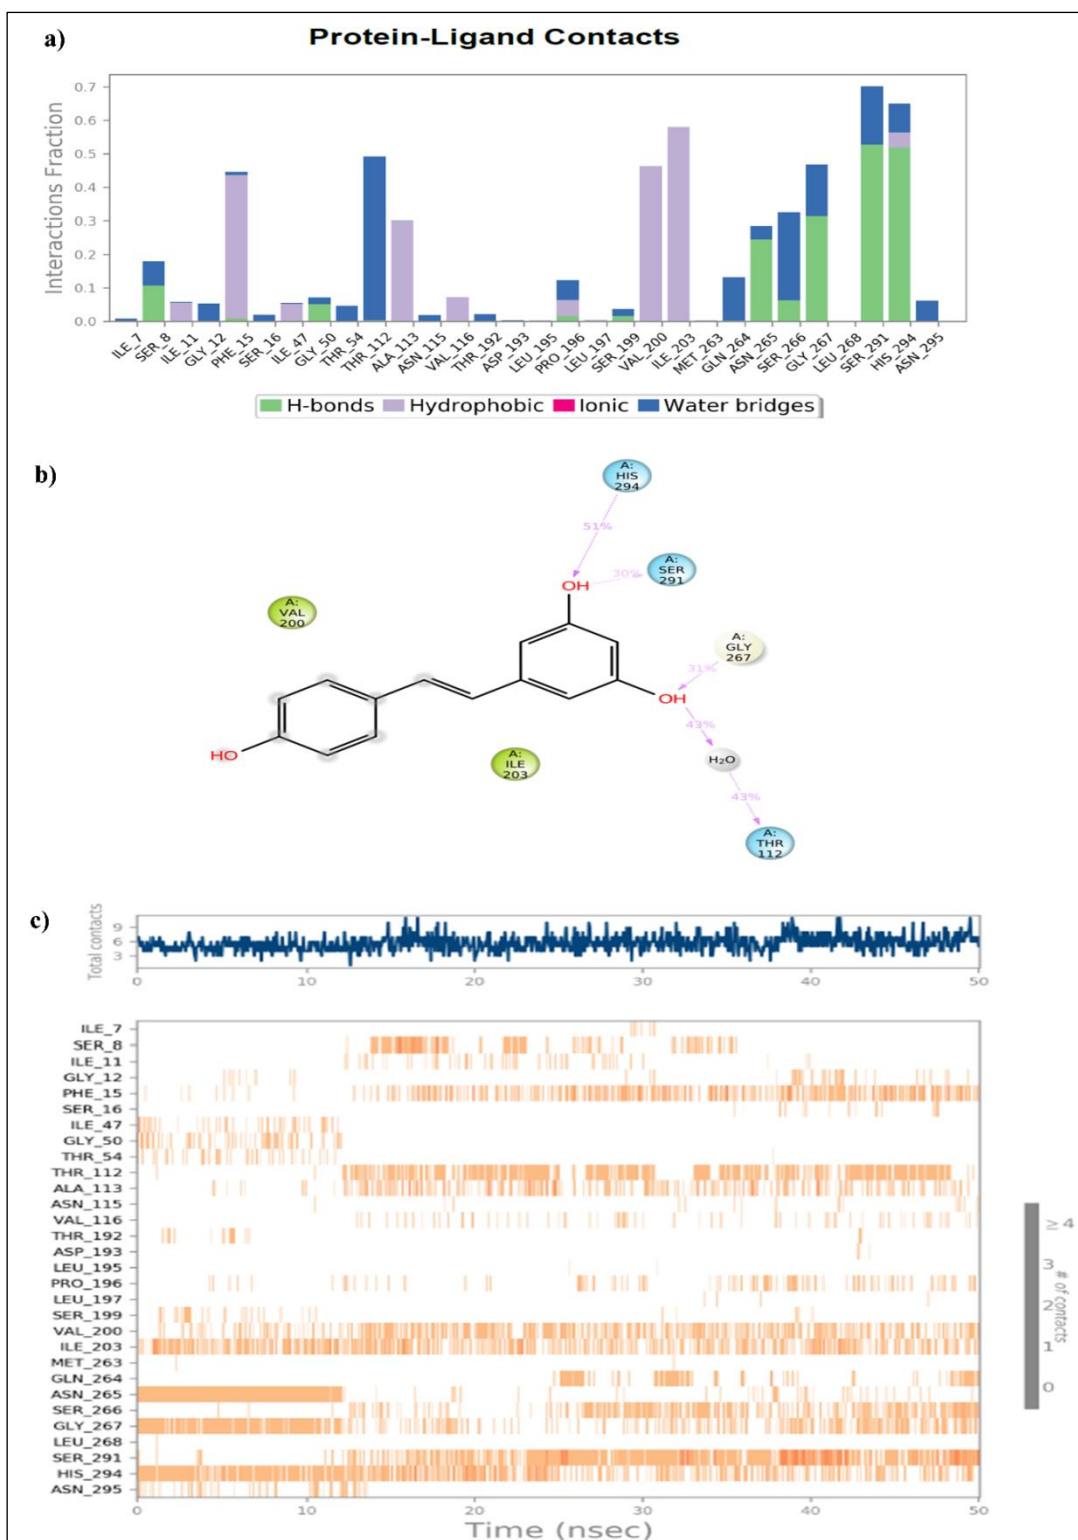 a)
Protein-Ligand Contacts
Interactions Fraction
0.7
0.6
0.5
0.4
0.3
0.2
0.1
0.0
ILE_7
SER_8
ILE_11
GLY_12
PHE_15
SER_16
ILE_47
GLY_50
THR_54
THR_112
ALA_113
ASN_115
VAL_116
THR_192
ASP_193
LEU_195
PRO_196
LEU_197
SER_199
VAL_200
ILE_203
MET_263
GLN_264
ASN_265
SER_266
GLY_267
LEU_268
SER_291
HIS_294
ASN_295
H-bonds Hydrophobic Ionic Water bridges
b)
A:
HIS
294
51%
A:
SER
291
30%
OH
A:
VAL
200
A:
GLY
267
31%
OH
43%
HO
A:
ILE
203
H₂O
43%
A:
THR
112
c)
Total contacts
9
6
3
0 10 20 30 40 50
ILE_7
SER_8
ILE_11
GLY_12
PHE_15
SER_16
ILE_47
GLY_50
THR_54
THR_112
ALA_113
ASN_115
VAL_116
THR_192
ASP_193
LEU_195
PRO_196
LEU_197
SER_199
VAL_200
ILE_203
MET_263
GLN_264
ASN_265
SER_266
GLY_267
LEU_268
SER_291
HIS_294
ASN_295
0 10 20 30 40 50
Time (nsec)
≥ 4
3
2
1
0
# of contacts